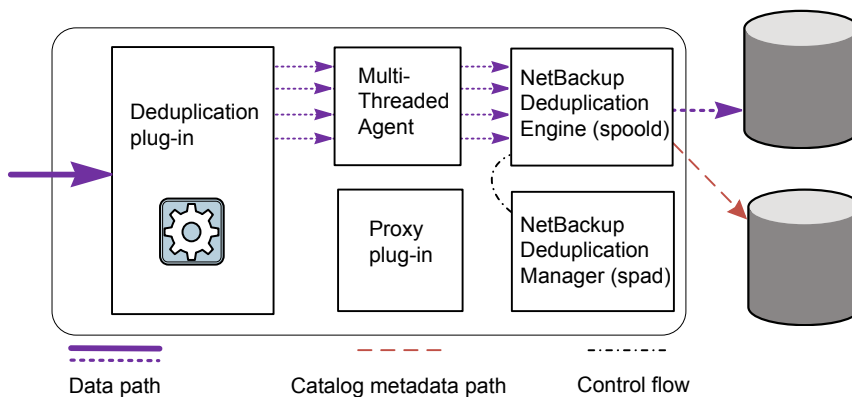 Deduplication
plug-in
Multi-
Threaded
Agent
NetBackup
Deduplication
Engine (spoold)
Proxy
plug-in
NetBackup
Deduplication
Manager (spad)
Data path
Catalog metadata path
Control flow